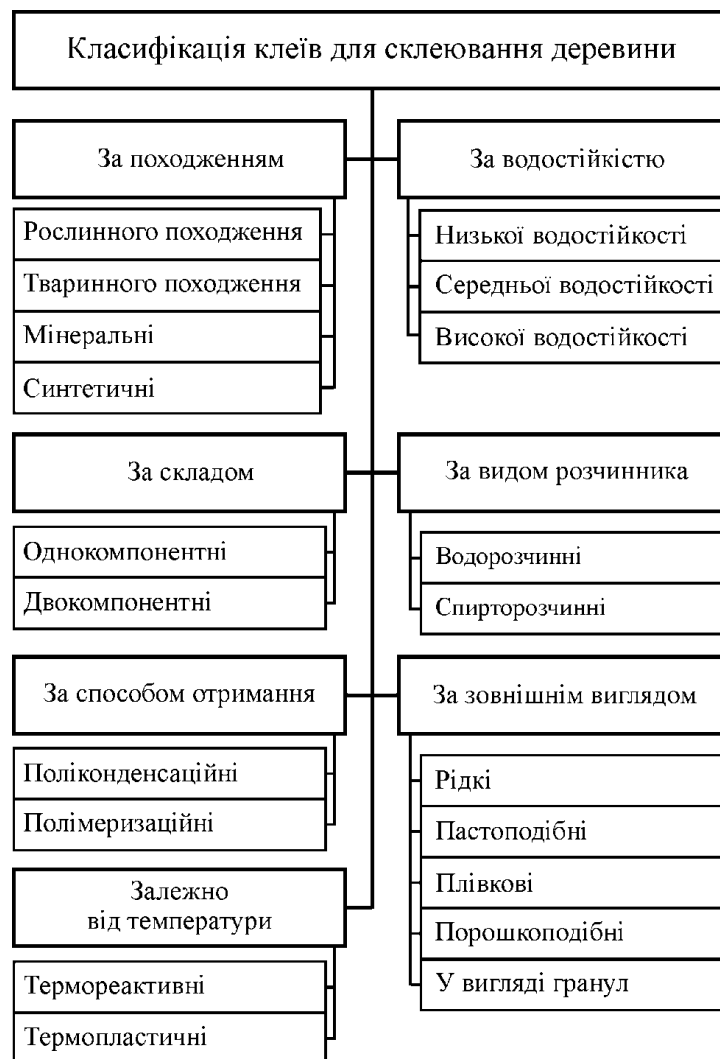 Класифікація клеїв для склеювання деревини
За походженням
Рослинного походження
Тваринного походження
Мінеральні
Синтетичні
За водостійкістю
Низької водостійкості
Середньої водостійкості
Високої водостійкості
За складом
Однокомпонентні
Двокомпонентні
За видом розчинника
Водорозчинні
Спирторозчинні
За способом отримання
Поліконденсаційні
Полімеризаційні
За зовнішнім виглядом
Рідкі
Пастоподібні
Плівкові
Порошкоподібні
У вигляді гранул
Залежно
від температури
Термореактивні
Термопластичні